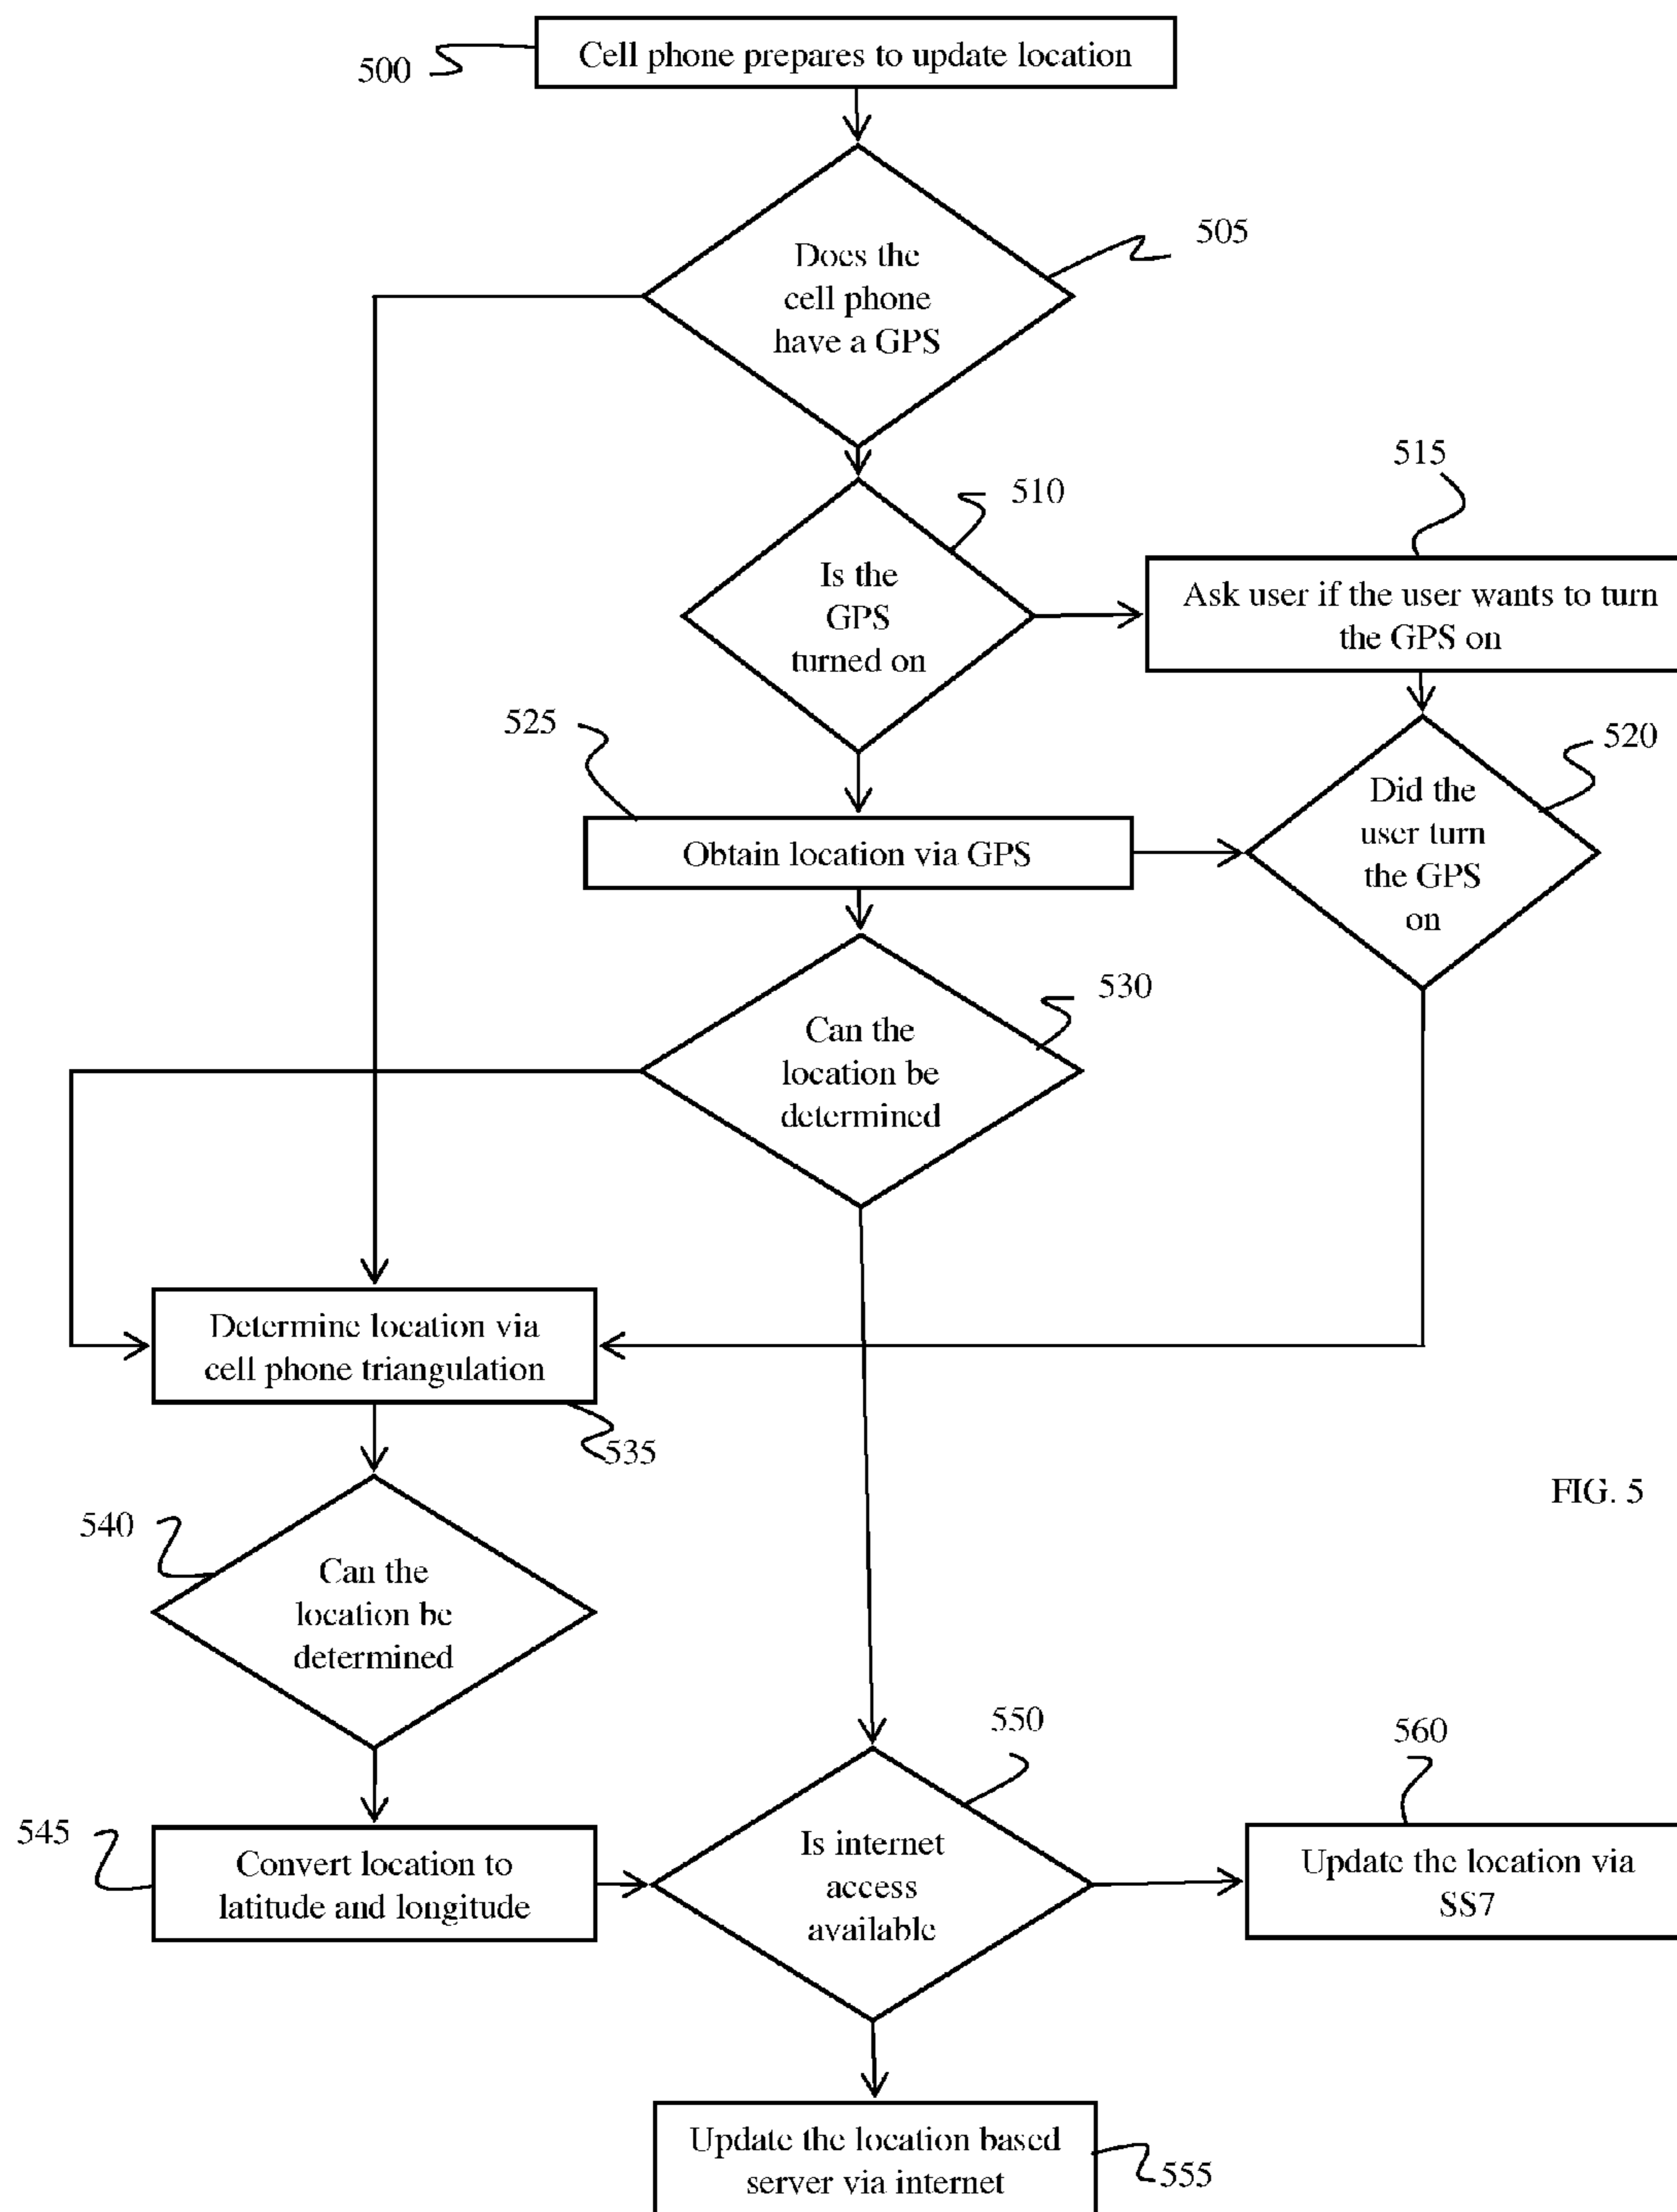 500
Cell phone prepares to update location
505
Does the
cell phone
have a GPS
510
Is the
GPS
turned on
515
Ask user if the user wants to turn
the GPS on
520
Did the
user turn
the GPS
on
525
Obtain location via GPS
530
Can the
location be
determined
Determine location via
cell phone triangulation
535
FIG. 5
540
Can the
location be
determined
545
Convert location to
latitude and longitude
550
Is internet
access
available
560
Update the location via
SS7
Update the location based
server via internet
555